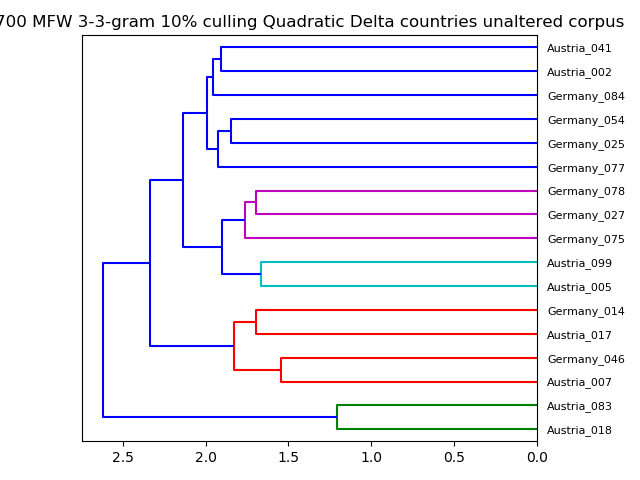 700 MFW 3-3-gram 10% culling Quadratic Delta countries unaltered corpus
Austria_041
Austria_002
Germany_084
Germany_054
Germany_025
Germany_077
Germany_078
Germany_027
Germany_075
Austria_099
Austria_005
Germany_014
Austria_017
Germany_046
Austria_007
Austria_083
Austria_018
2.5 2.0 1.5 1.0 0.5 0.0